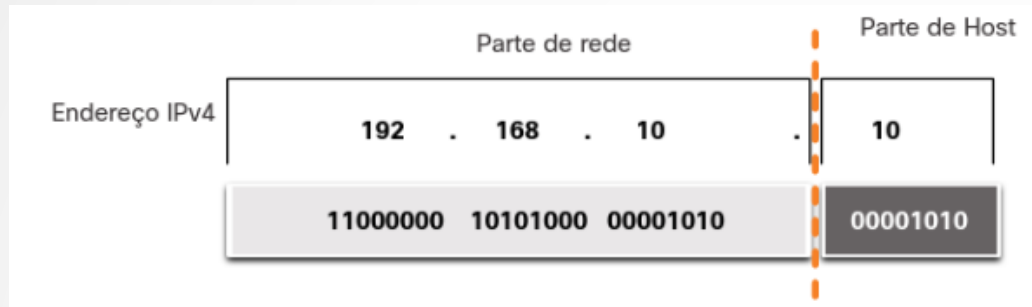 Parte de rede
Parte de Host
Endereço IPv4
192 . 168 . 10 . 10
11000000 10101000 00001010 00001010